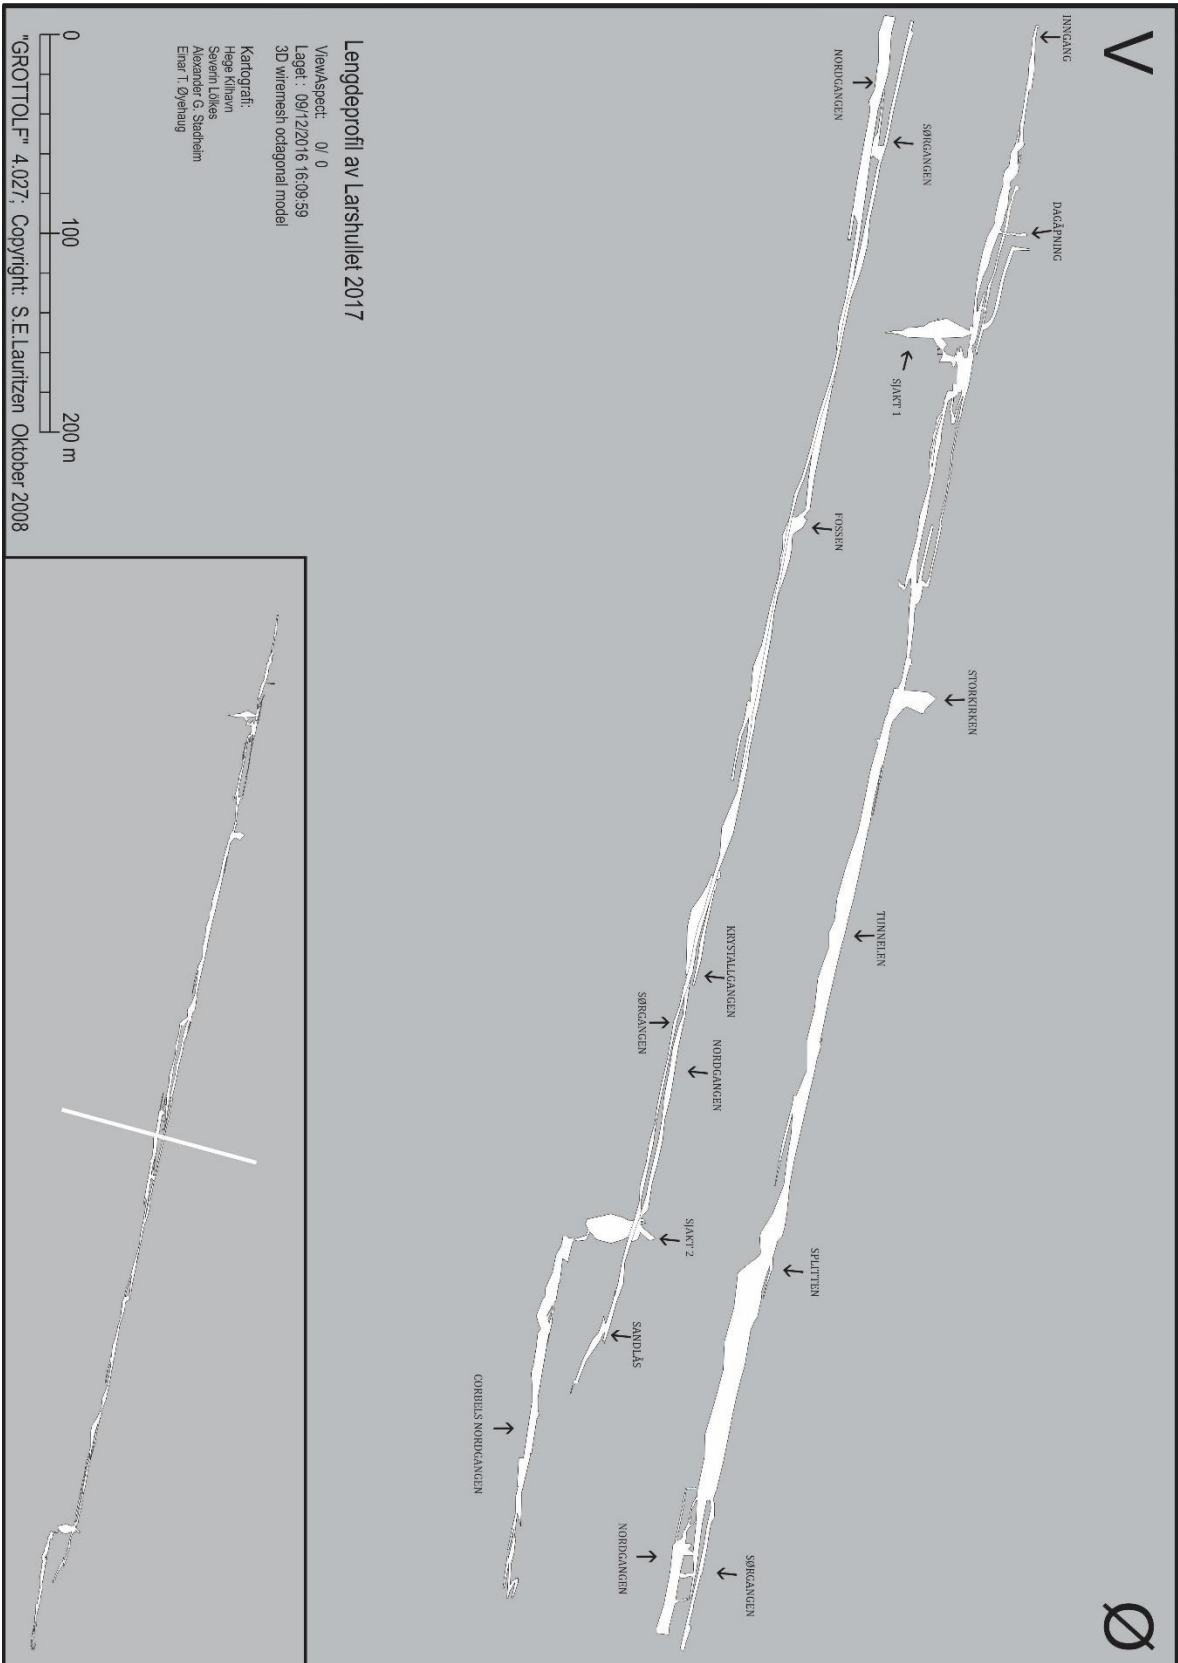 V
Ø
INNGANG
DAGÅPNING
SJAKT 1
STORKIRKEN
TUNNELEN
SPLITTEN
SØRGANGEN
NORDGANGEN
NORDGANGEN
SØRGANGEN
FOSSEN
KRYSTALLGANGEN
SØRGANGEN
NORDGANGEN
SJAKT 2
SANDLÅS
CORBELS NORDGANGEN
Lengdeprofil av Larshullet 2017
ViewAspect: 0/ 0
Laget : 09/12/2016 16:09:59
3D wiremesh octagonal model
Kartografi:
Hege Kilhavn
Severin Lölkes
Alexander G. Stadheim
Einar T. Øyehaug
0 100 200 m
"GROTTOLF" 4.027; Copyright: S.E.Lauritzen Oktober 2008